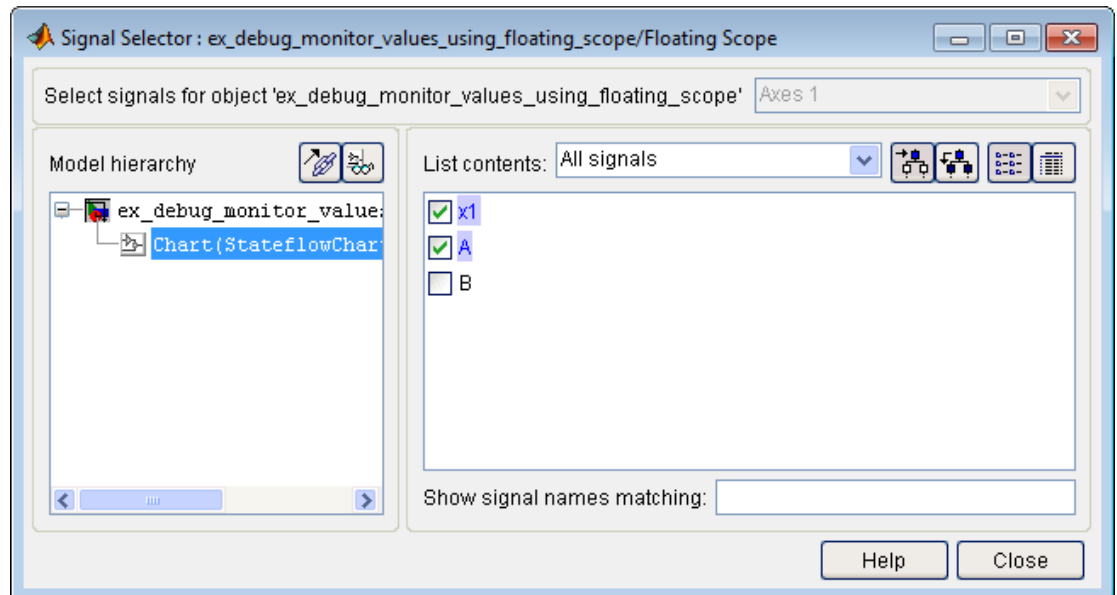 Signal Selector : ex_debug_monitor_values_using_floating_scope/Floating Scope
Select signals for object 'ex_debug_monitor_values_using_floating_scope' Axes 1
Model hierarchy
ex_debug_monitor_value
Chart(StateflowChar
List contents: All signals
x1
A
B
Show signal names matching:
Help Close